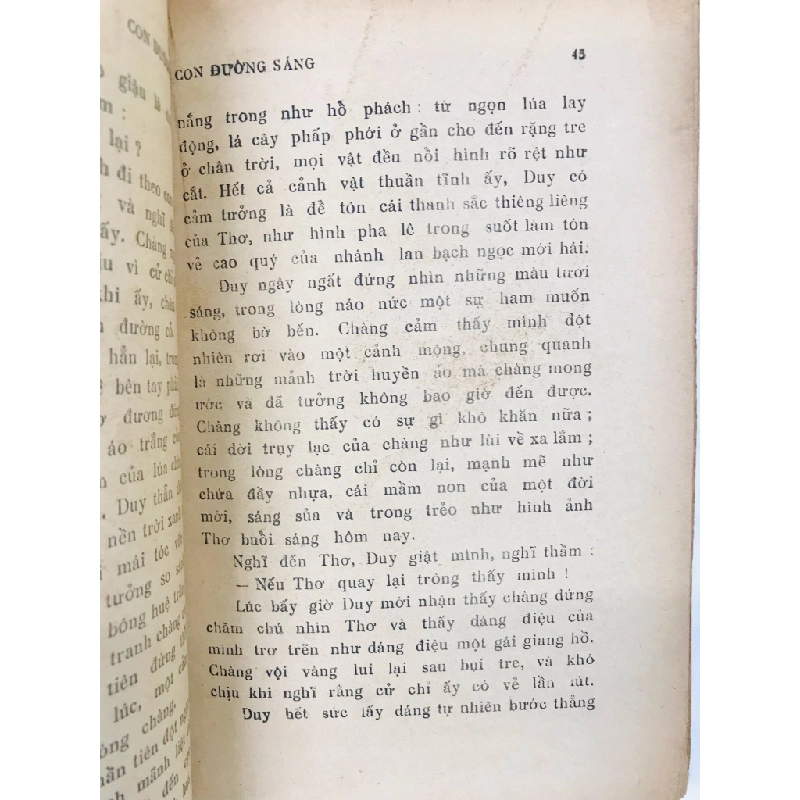 CON ĐƯỜNG SÁNG 45
nắng trong như hồ phách: từ ngọn lúa lay
động, lá cây phấp phới ở gần cho đến rặng tre
ở chân trời, mọi vật đều nổi hình rõ rệt như
cắt. Hết cả cảnh vật thuần tĩnh ấy, Duy có
cảm tưởng là để tôn cái thanh sắc thiêng liêng
của Thơ, như hình pha lê trong suốt làm tôn
vẻ cao quý của nhành lan bạch ngọc mới hái.
Duy ngây ngất đứng nhìn những màu tươi
sáng, trong lòng náo nức một sự ham muốn
không bờ bến. Chàng cảm thấy mình đột
nhiên rơi vào một cảnh mộng, chung quanh
là những mảnh trời huyền ảo mà chàng mong
ước và đã tưởng không bao giờ đến được.
Chàng không thấy có sự gì khó khăn nữa;
cái đời trụy lạc của chàng như lùi về xa lắm;
trong lòng chàng chỉ còn lại, mạnh mẽ như
chứa đầy nhựa, cái mầm non của một đời
mới, sáng sủa và trong trẻo như hình ảnh
Thơ buổi sáng hôm nay.
Nghĩ đến Thơ, Duy giật mình, nghĩ thầm:
— Nếu Thơ quay lại trông thấy mình!
Lúc bấy giờ Duy mới nhận thấy chàng đứng
chăm chú nhìn Thơ và thấy dáng điệu của
mình trơ trẽn như dáng điệu một gái giang hồ.
Chàng vội vàng lui lại sau bụi tre, và khó
chịu khi nghĩ rằng cử chỉ ấy có vẻ lần lút.
Duy hết sức lấy dáng tự nhiên bước thẳng